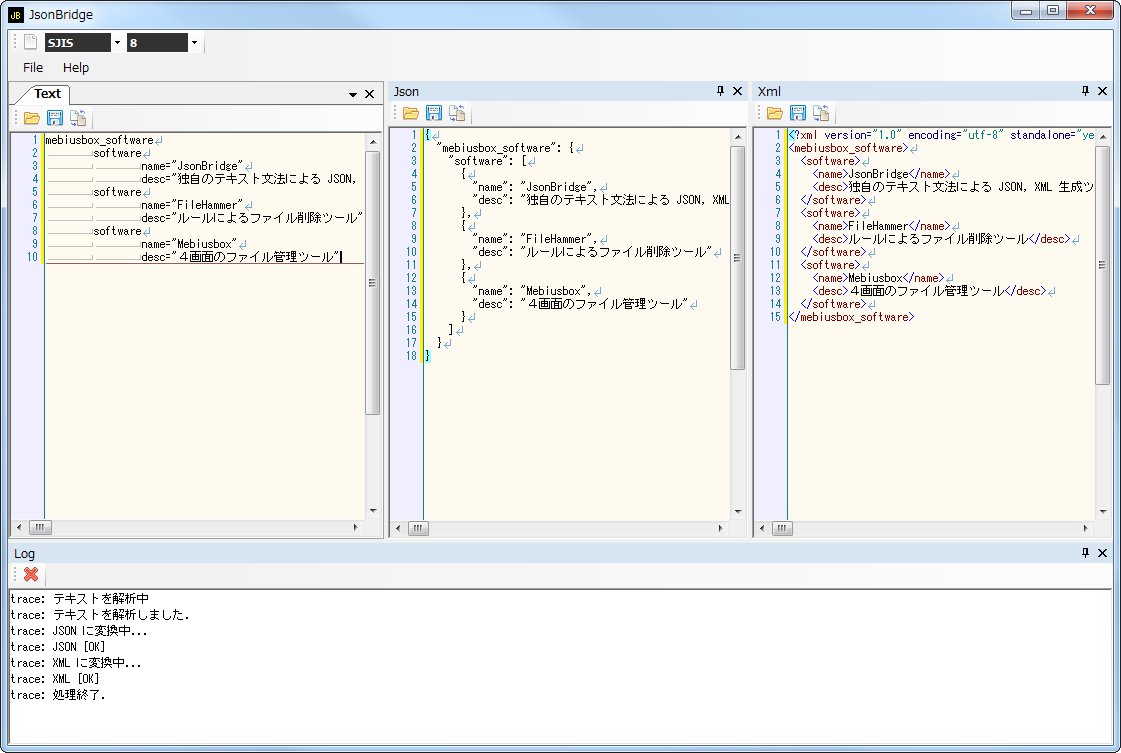 JB JsonBridge
SJIS 8
File Help
Text
1 mebiusbox_software
2 software
3 name="JsonBridge"
4 desc="独自のテキスト文法による JSON,
5 software
6 name="FileHammer"
7 desc="ルールによるファイル削除ツール"
8 software
9 name="Mebiusbox"
10 desc="４画面のファイル管理ツール"
Json
1 {
2 "mebiusbox_software": {
3 "software": [
4 {
5 "name": "JsonBridge",
6 "desc": "独自のテキスト文法による JSON, XML
7 },
8 {
9 "name": "FileHammer",
10 "desc": "ルールによるファイル削除ツール"
11 },
12 {
13 "name": "Mebiusbox",
14 "desc": "４画面のファイル管理ツール"
15 }
16 ]
17 }
18 }
Xml
1 <?xml version="1.0" encoding="utf-8" standalone="ye
2 <mebiusbox_software>
3 <software>
4 <name>JsonBridge</name>
5 <desc>独自のテキスト文法による JSON, XML 生成ツ
6 </software>
7 <software>
8 <name>FileHammer</name>
9 <desc>ルールによるファイル削除ツール</desc>
10 </software>
11 <software>
12 <name>Mebiusbox</name>
13 <desc>４画面のファイル管理ツール</desc>
14 </software>
15 </mebiusbox_software>
Log
trace: テキストを解析中
trace: テキストを解析しました.
trace: JSON に変換中...
trace: JSON [OK]
trace: XML に変換中...
trace: XML [OK]
trace: 処理終了.